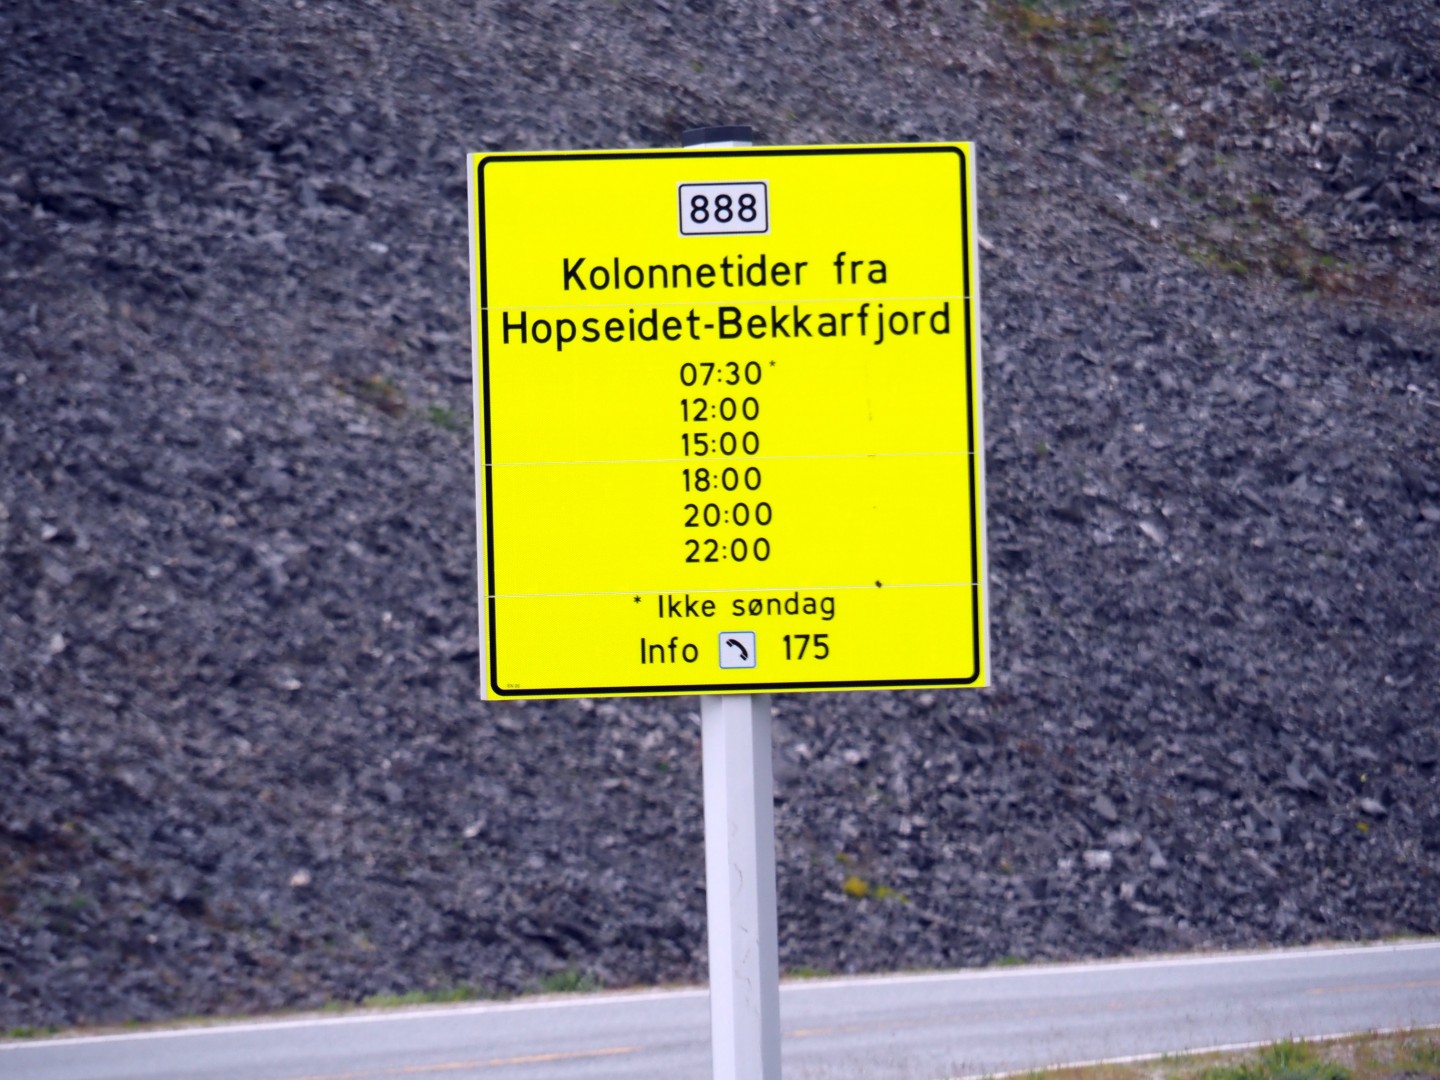 888
Kolonnetider fra
Hopseidet-Bekkarfjord
07:30*
12:00
15:00
18:00
20:00
22:00
* Ikke søndag
Info 175